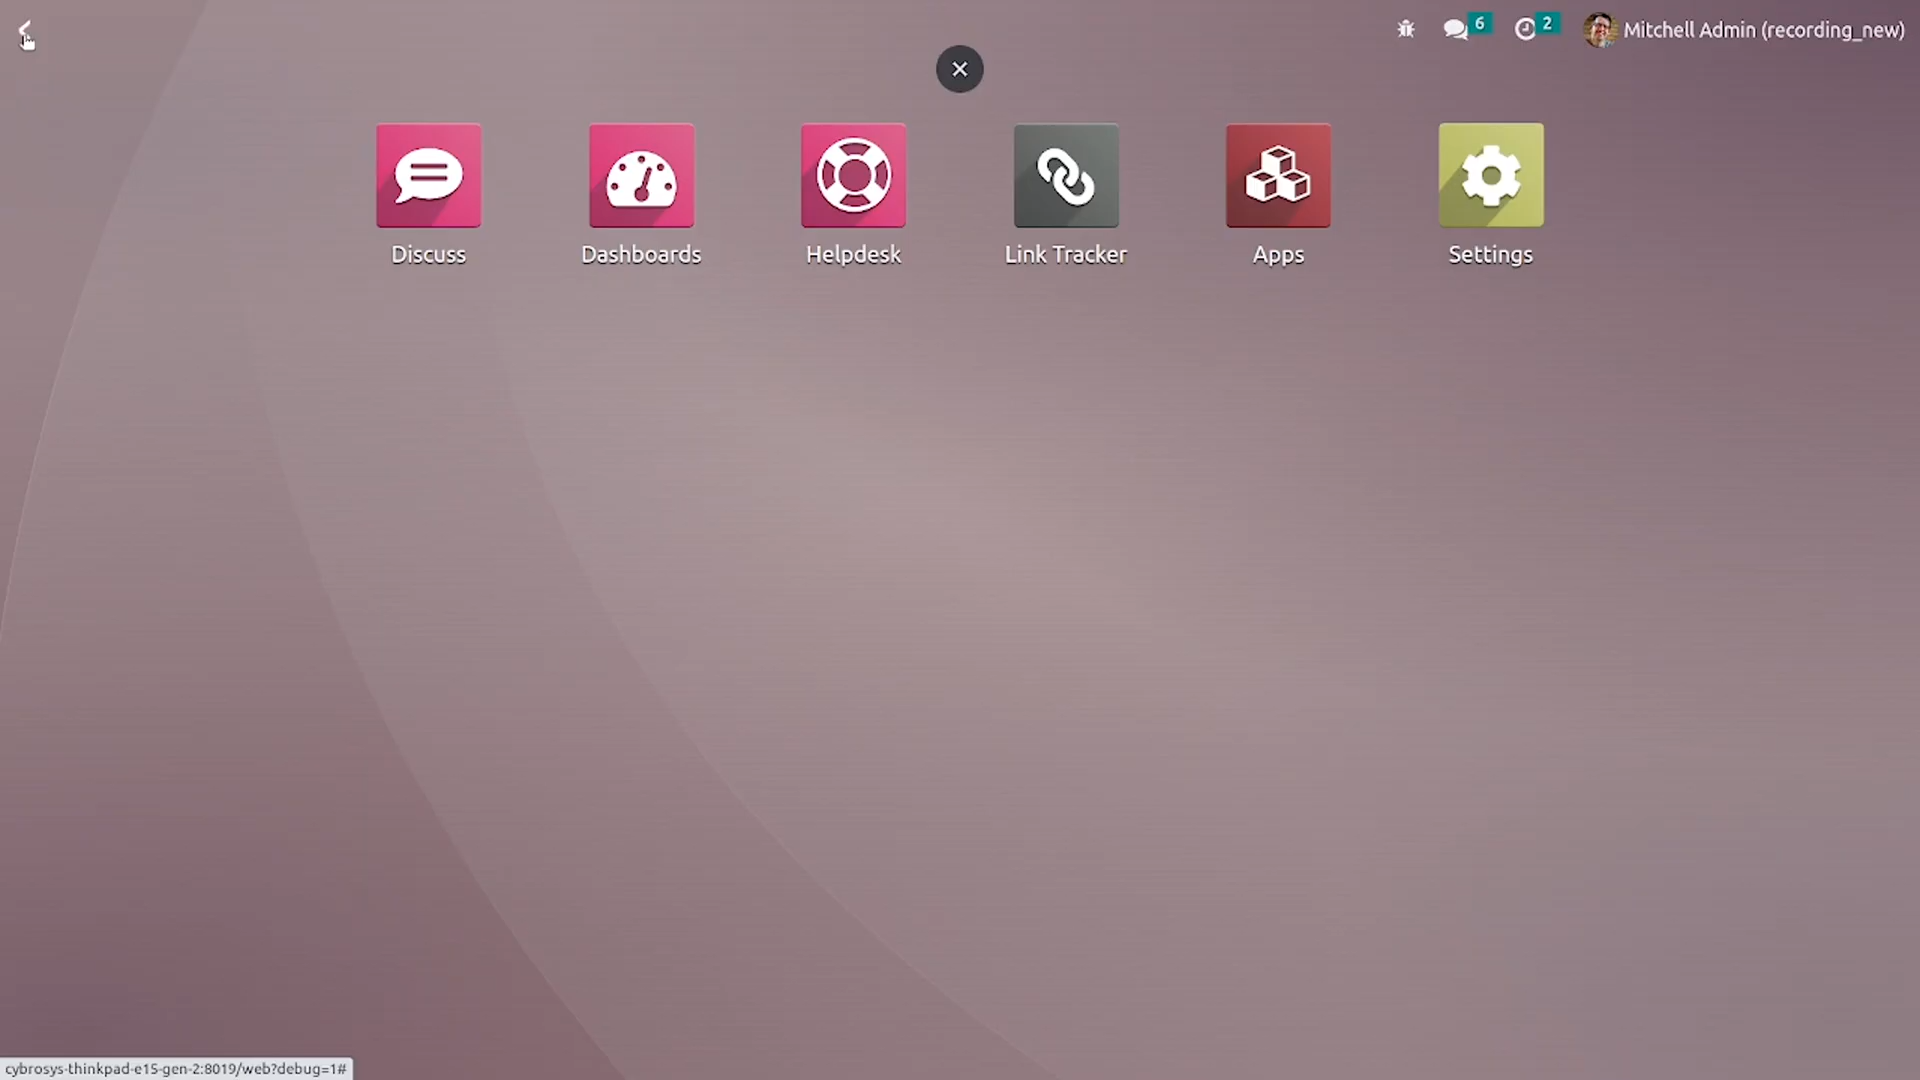 6
2
Mitchell Admin (recording_new)
Discuss
Dashboards
Helpdesk
Link Tracker
Apps
Settings
cybrosys-thinkpad-e15-gen-2:8019/web?debug=1#